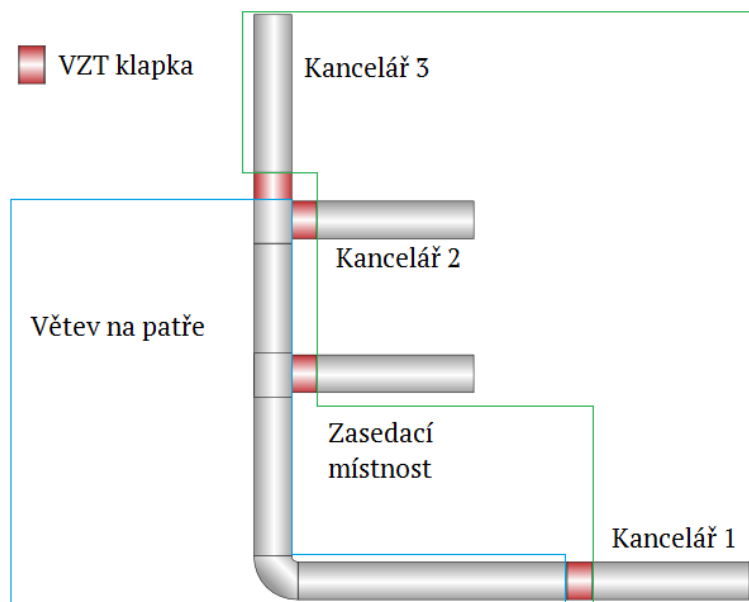 VZT klapka
Kancelář 3
Kancelář 2
Větev na patře
Zasedací
místnost
Kancelář 1